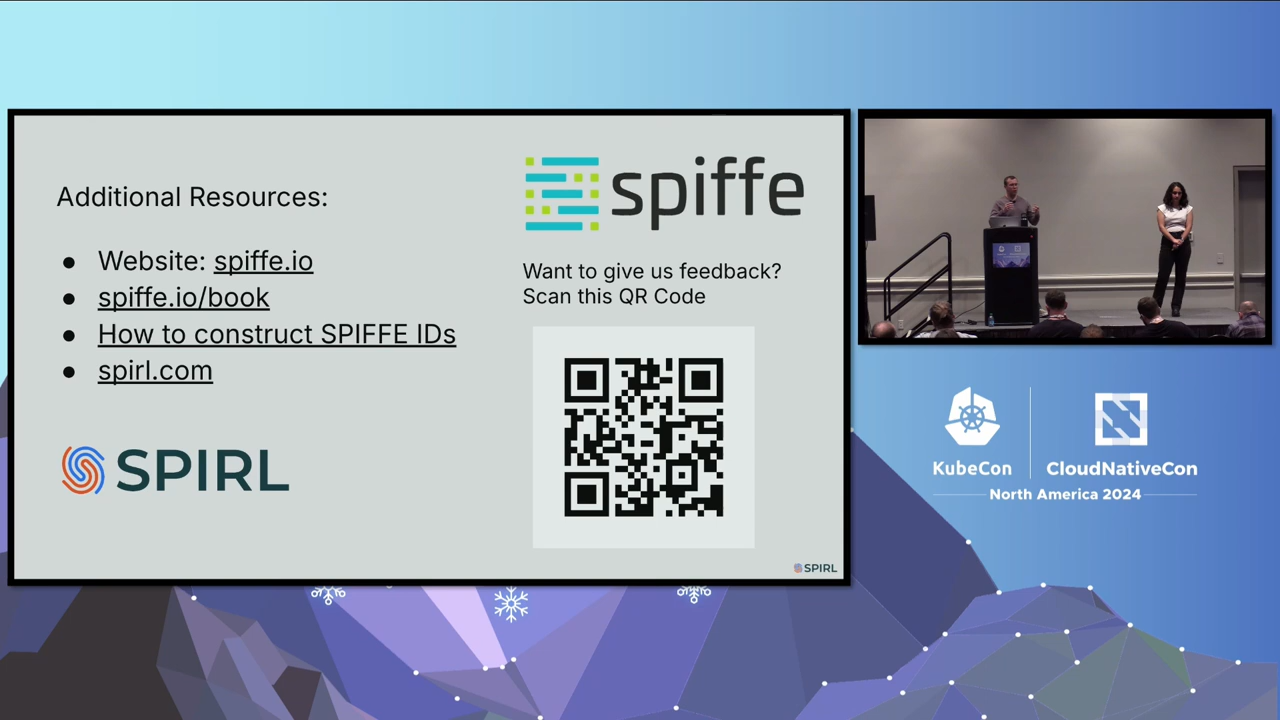 Additional Resources:
Website: spiffe.io
spiffe.io/book
How to construct SPIFFE IDs
spirl.com
SPIRL
spiffe
Want to give us feedback?
Scan this QR Code
SPIRL
KubeCon
CloudNativeCon
North America 2024